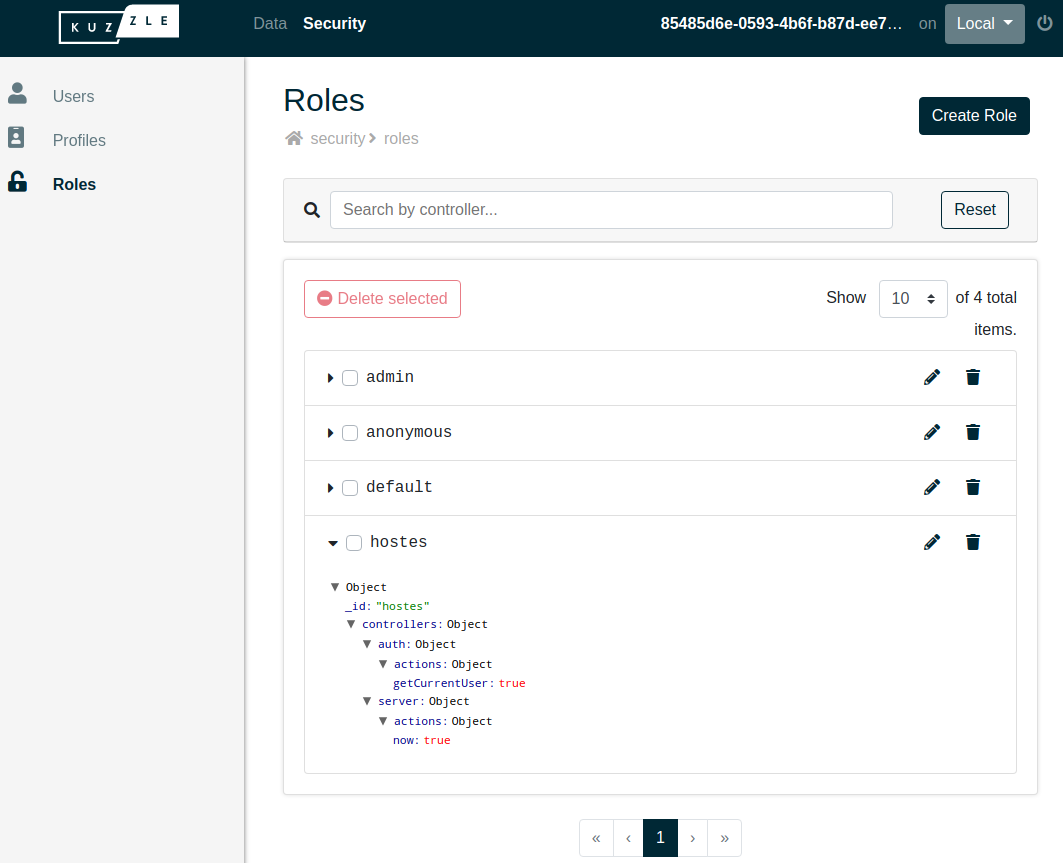 KUZZLE
Data
Security
85485d6e-0593-4b6f-b87d-ee7...
on
Local
Users
Profiles
Roles
Roles
security
roles
Create Role
Search by controller...
Reset
Delete selected
Show 10 of 4 total
items.
admin
anonymous
default
hostes
Object
_id: "hostes"
controllers: Object
auth: Object
actions: Object
getCurrentUser: true
server: Object
actions: Object
now: true
« ‹ 1 › »